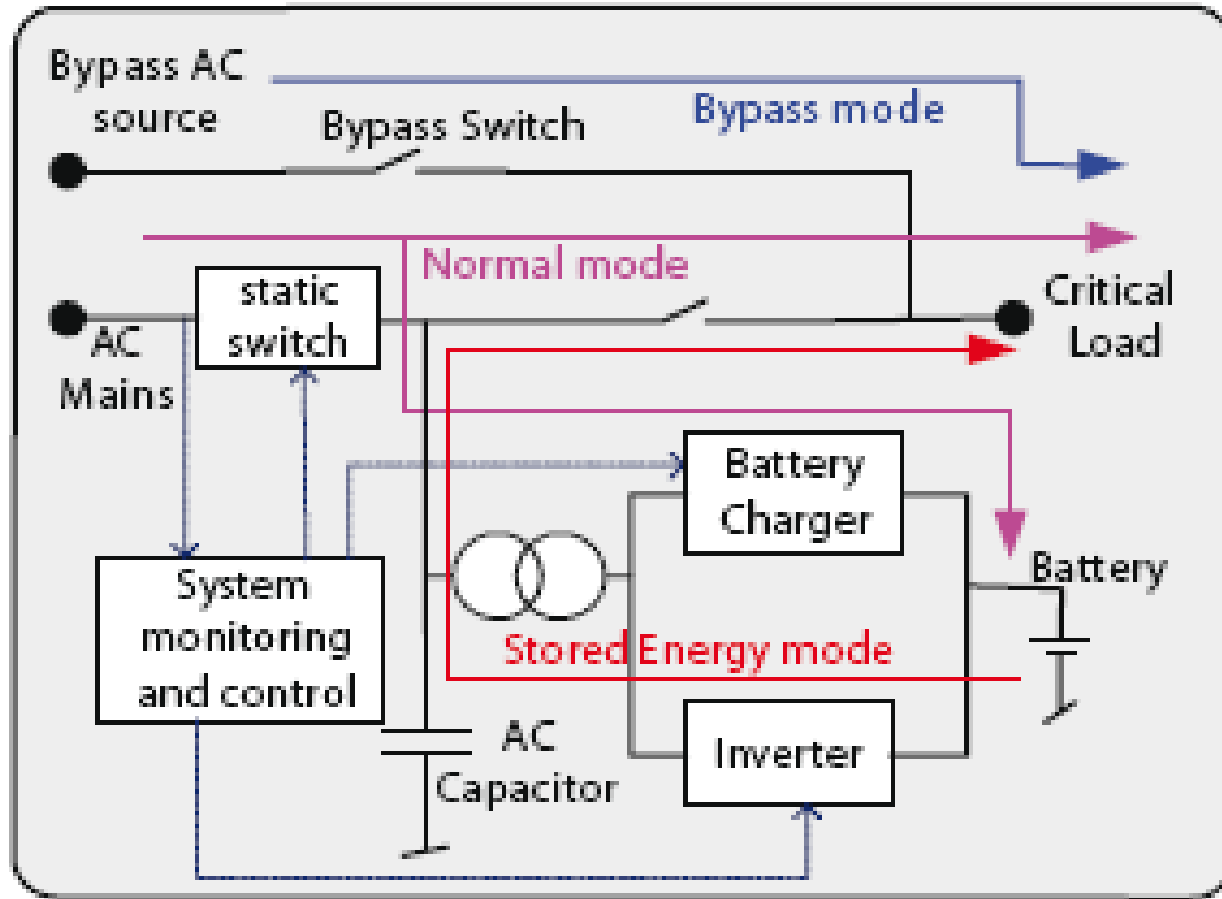 Bypass AC
source
Bypass mode
Bypass Switch
Normal mode
static
switch
Critical
Load
AC
Mains
Battery
Charger
System
monitoring
and control
Battery
Stored Energy mode
AC
Capacitor
Inverter